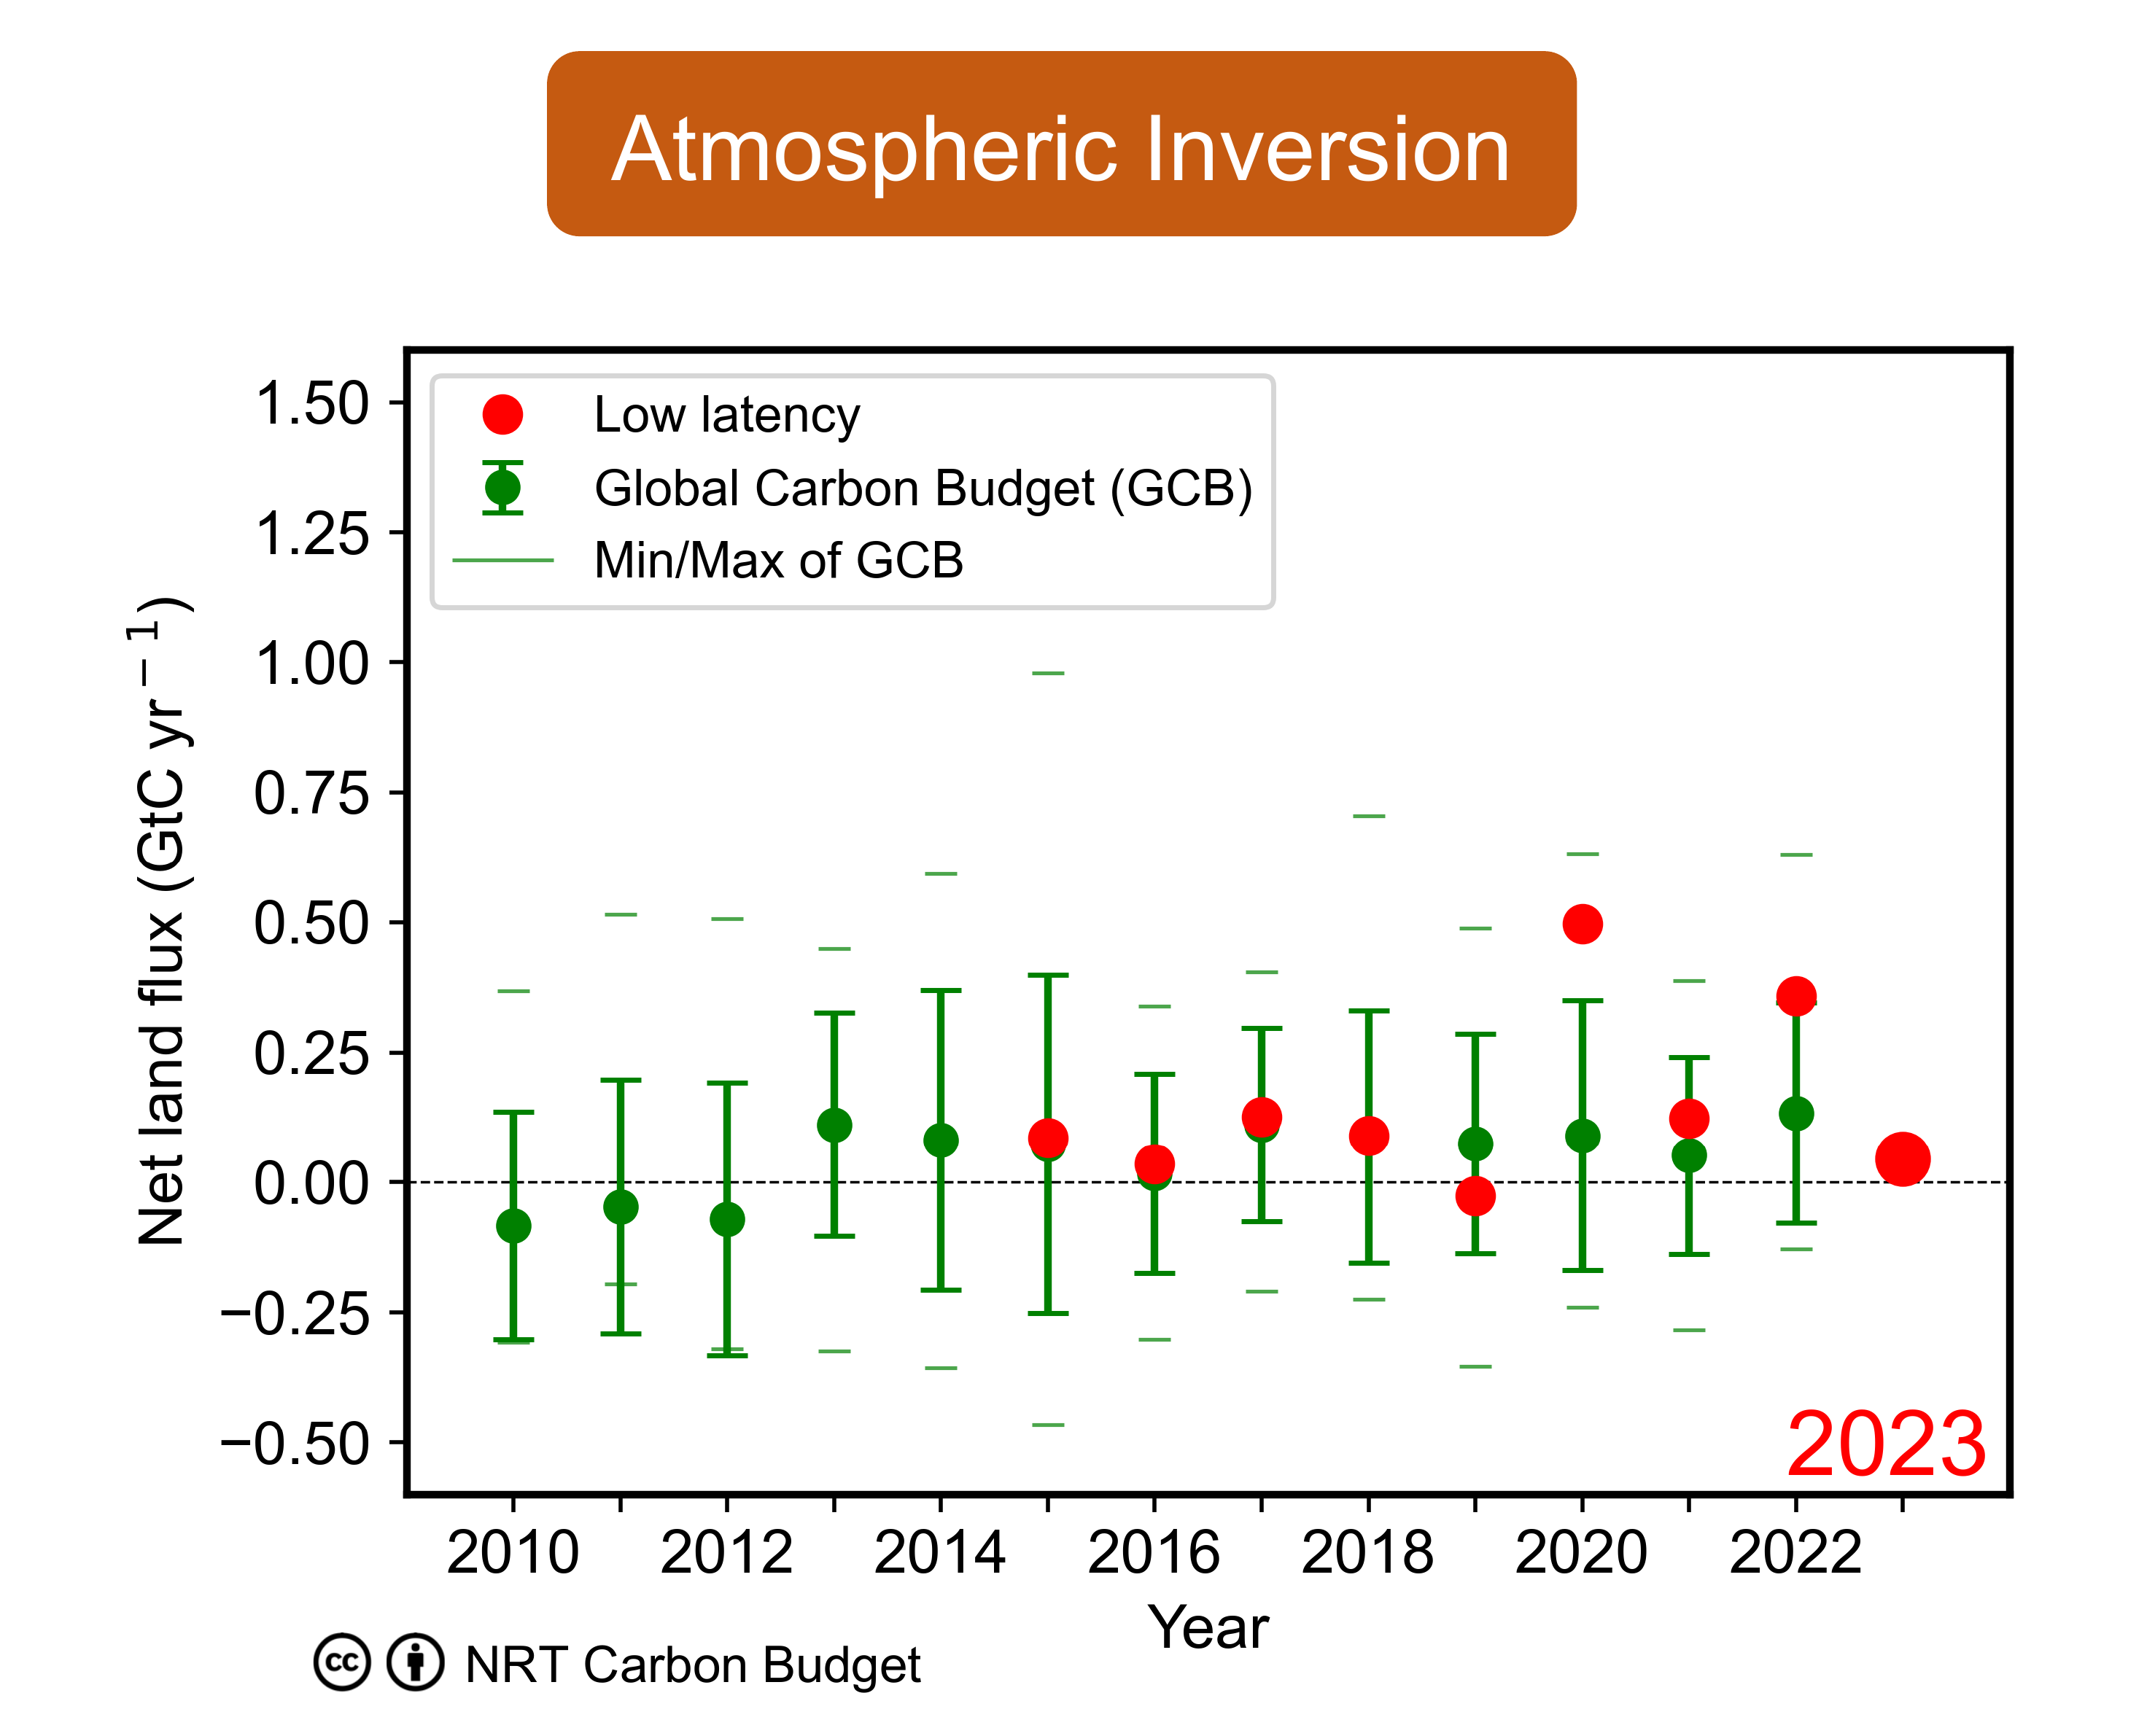 Atmospheric Inversion
Low latency
Global Carbon Budget (GCB)
Min/Max of GCB
Net land flux (GtC yr⁻¹)
1.50
1.25
1.00
0.75
0.50
0.25
0.00
−0.25
−0.50
2023
2010 2012 2014 2016 2018 2020 2022
Year
cc NRT Carbon Budget